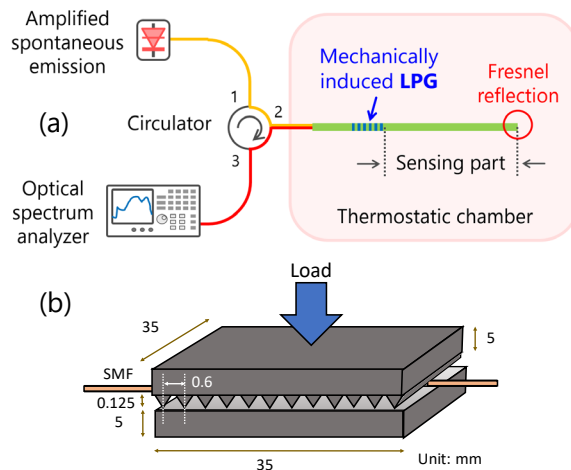 Amplified
spontaneous
emission
Mechanically
induced LPG
Fresnel
reflection
(a)
Circulator
1
2
3
Sensing part
Optical
spectrum
analyzer
Thermostatic chamber
(b)
Load
35
5
SMF
0.6
0.125
5
35
Unit: mm